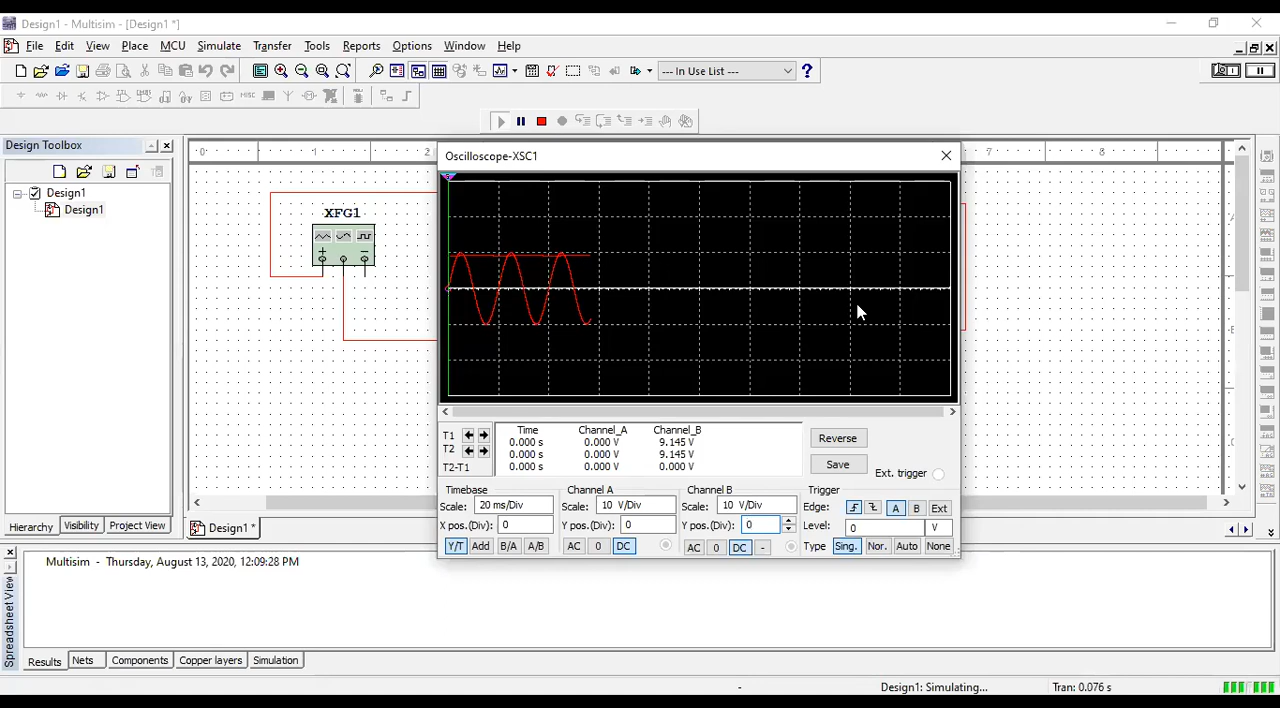 Design1 - Multisim - [Design1 *]
File Edit View Place MCU Simulate Transfer Tools Reports Options Window Help
--- In Use List --- ?
MISC
Design Toolbox
0 1 2 7 8
Design1
Design1
XFG1
+ −
Oscilloscope-XSC1
Time Channel_A Channel_B
T1 0.000 s 0.000 V 9.145 V
T2 0.000 s 0.000 V 9.145 V
T2-T1 0.000 s 0.000 V 0.000 V
Reverse
Save
Ext. trigger
Timebase Channel A Channel B Trigger
Scale: 20 ms/Div Scale: 10 V/Div Scale: 10 V/Div Edge: A B Ext
X pos.(Div): 0 Y pos.(Div): 0 Y pos.(Div): 0 Level: 0 V
Y/T Add B/A A/B AC 0 DC AC 0 DC - Type Sing. Nor. Auto None
Hierarchy Visibility Project View
Design1 *
Multisim - Thursday, August 13, 2020, 12:09:28 PM
Spreadsheet View
Results Nets Components Copper layers Simulation
- Design1: Simulating... Tran: 0.076 s